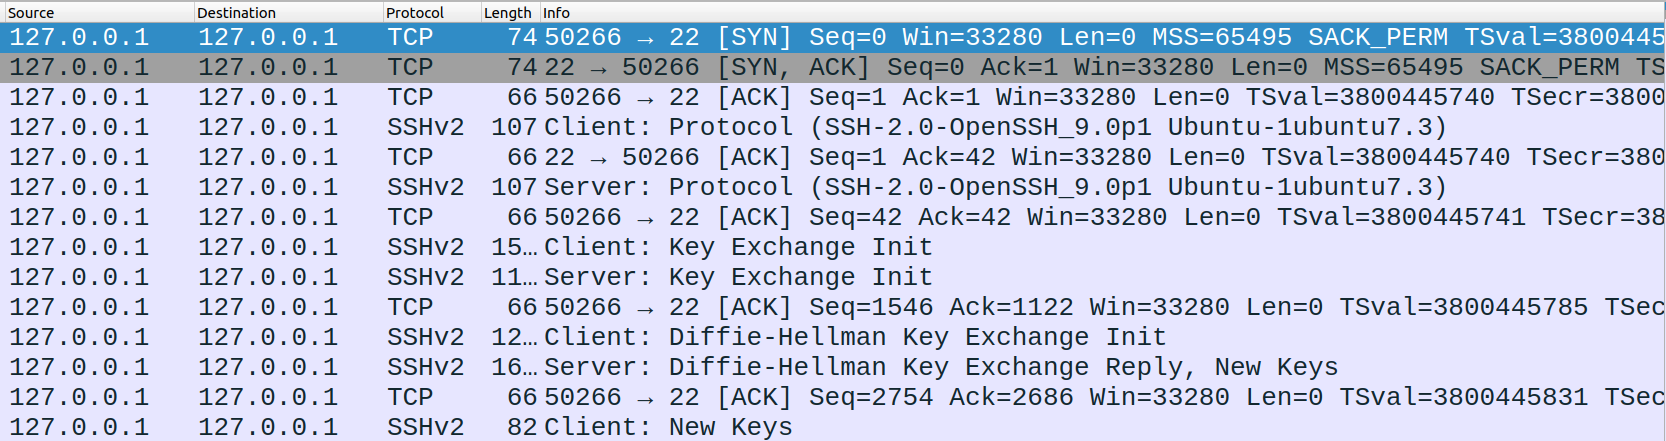 Source Destination Protocol Length Info
127.0.0.1 127.0.0.1 TCP 74 50266 → 22 [SYN] Seq=0 Win=33280 Len=0 MSS=65495 SACK_PERM TSval=3800445
127.0.0.1 127.0.0.1 TCP 74 22 → 50266 [SYN, ACK] Seq=0 Ack=1 Win=33280 Len=0 MSS=65495 SACK_PERM TS
127.0.0.1 127.0.0.1 TCP 66 50266 → 22 [ACK] Seq=1 Ack=1 Win=33280 Len=0 TSval=3800445740 TSecr=3800
127.0.0.1 127.0.0.1 SSHv2 107 Client: Protocol (SSH-2.0-OpenSSH_9.0p1 Ubuntu-1ubuntu7.3)
127.0.0.1 127.0.0.1 TCP 66 22 → 50266 [ACK] Seq=1 Ack=42 Win=33280 Len=0 TSval=3800445740 TSecr=380
127.0.0.1 127.0.0.1 SSHv2 107 Server: Protocol (SSH-2.0-OpenSSH_9.0p1 Ubuntu-1ubuntu7.3)
127.0.0.1 127.0.0.1 TCP 66 50266 → 22 [ACK] Seq=42 Ack=42 Win=33280 Len=0 TSval=3800445741 TSecr=38
127.0.0.1 127.0.0.1 SSHv2 15… Client: Key Exchange Init
127.0.0.1 127.0.0.1 SSHv2 11… Server: Key Exchange Init
127.0.0.1 127.0.0.1 TCP 66 50266 → 22 [ACK] Seq=1546 Ack=1122 Win=33280 Len=0 TSval=3800445785 TSec
127.0.0.1 127.0.0.1 SSHv2 12… Client: Diffie-Hellman Key Exchange Init
127.0.0.1 127.0.0.1 SSHv2 16… Server: Diffie-Hellman Key Exchange Reply, New Keys
127.0.0.1 127.0.0.1 TCP 66 50266 → 22 [ACK] Seq=2754 Ack=2686 Win=33280 Len=0 TSval=3800445831 TSec
127.0.0.1 127.0.0.1 SSHv2 82 Client: New Keys